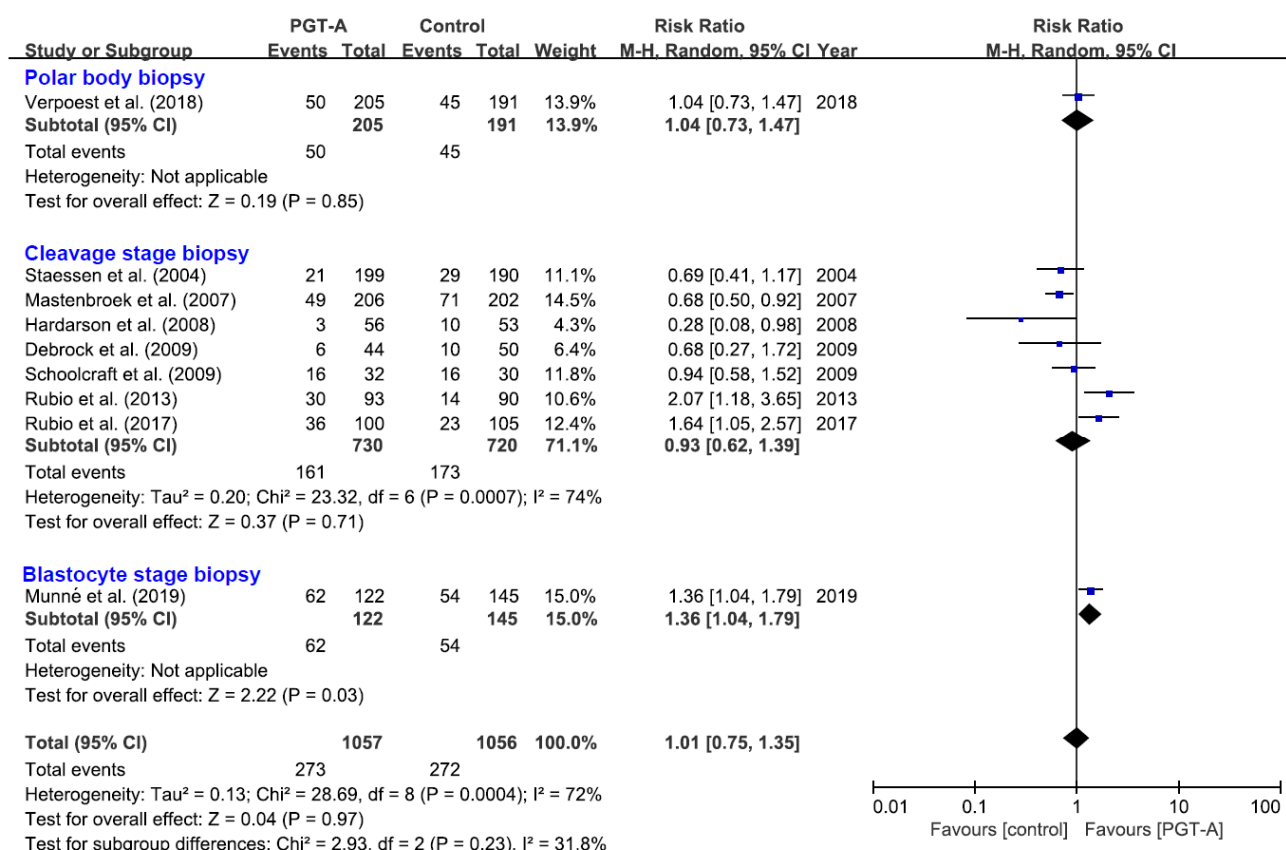 PGT-A Control Risk Ratio Risk Ratio
Study or Subgroup Events Total Events Total Weight M-H, Random, 95% CI Year M-H, Random, 95% CI
Polar body biopsy
Verpoest et al. (2018) 50 205 45 191 13.9% 1.04 [0.73, 1.47] 2018
Subtotal (95% CI) 205 191 13.9% 1.04 [0.73, 1.47]
Total events 50 45
Heterogeneity: Not applicable
Test for overall effect: Z = 0.19 (P = 0.85)
Cleavage stage biopsy
Staessen et al. (2004) 21 199 29 190 11.1% 0.69 [0.41, 1.17] 2004
Mastenbroek et al. (2007) 49 206 71 202 14.5% 0.68 [0.50, 0.92] 2007
Hardarson et al. (2008) 3 56 10 53 4.3% 0.28 [0.08, 0.98] 2008
Debrock et al. (2009) 6 44 10 50 6.4% 0.68 [0.27, 1.72] 2009
Schoolcraft et al. (2009) 16 32 16 30 11.8% 0.94 [0.58, 1.52] 2009
Rubio et al. (2013) 30 93 14 90 10.6% 2.07 [1.18, 3.65] 2013
Rubio et al. (2017) 36 100 23 105 12.4% 1.64 [1.05, 2.57] 2017
Subtotal (95% CI) 730 720 71.1% 0.93 [0.62, 1.39]
Total events 161 173
Heterogeneity: Tau² = 0.20; Chi² = 23.32, df = 6 (P = 0.0007); I² = 74%
Test for overall effect: Z = 0.37 (P = 0.71)
Blastocyte stage biopsy
Munné et al. (2019) 62 122 54 145 15.0% 1.36 [1.04, 1.79] 2019
Subtotal (95% CI) 122 145 15.0% 1.36 [1.04, 1.79]
Total events 62 54
Heterogeneity: Not applicable
Test for overall effect: Z = 2.22 (P = 0.03)
Total (95% CI) 1057 1056 100.0% 1.01 [0.75, 1.35]
Total events 273 272
Heterogeneity: Tau² = 0.13; Chi² = 28.69, df = 8 (P = 0.0004); I² = 72%
Test for overall effect: Z = 0.04 (P = 0.97)
Test for subgroup differences: Chi² = 2.93, df = 2 (P = 0.23), I² = 31.8%
0.01 0.1 1 10 100
Favours [control] Favours [PGT-A]